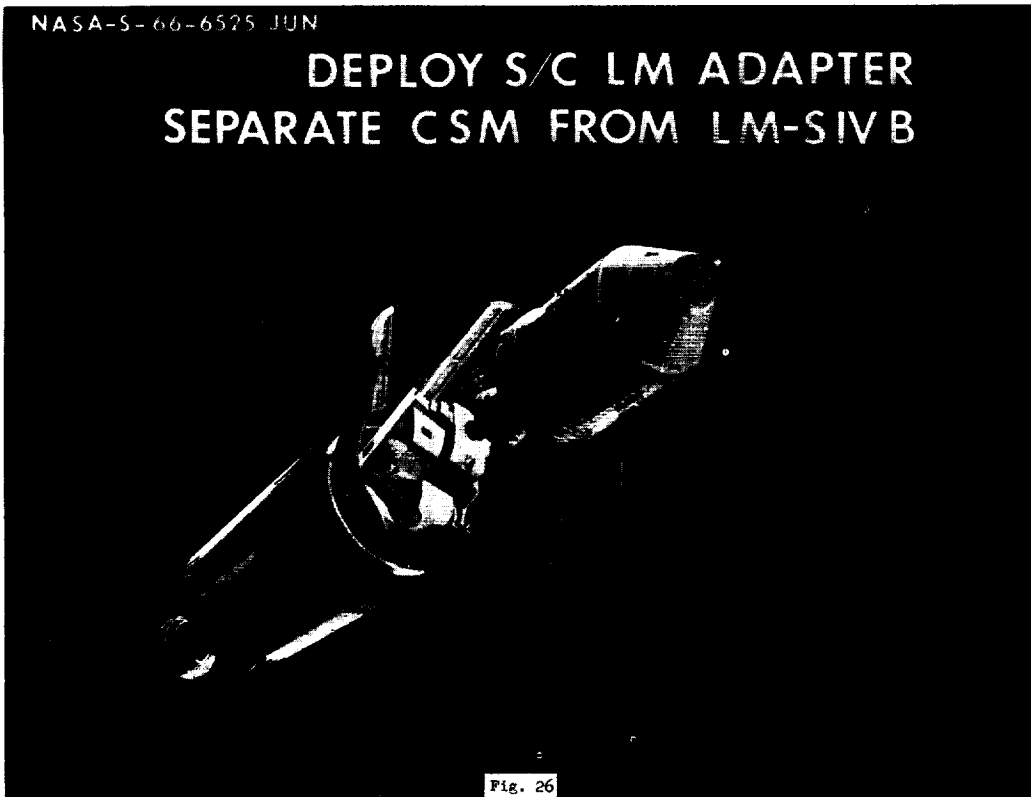 NASA-S-66-6525 JUN
DEPLOY S/C LM ADAPTER
SEPARATE CSM FROM LM-SIVB
Fig. 26